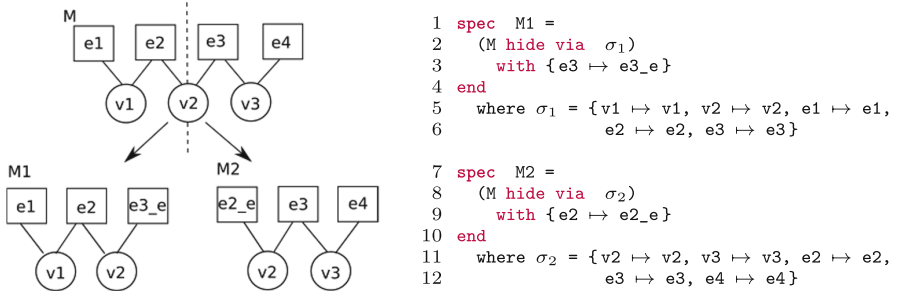 M
e1 e2 e3 e4
v1 v2 v3
M1
e1 e2 e3_e
v1 v2
M2
e2_e e3 e4
v2 v3
1 spec M1 =
2 (M hide via σ₁)
3 with {e3 ↦ e3_e}
4 end
5 where σ₁ = {v1 ↦ v1, v2 ↦ v2, e1 ↦ e1,
6 e2 ↦ e2, e3 ↦ e3}
7 spec M2 =
8 (M hide via σ₂)
9 with {e2 ↦ e2_e}
10 end
11 where σ₂ = {v2 ↦ v2, v3 ↦ v3, e2 ↦ e2,
12 e3 ↦ e3, e4 ↦ e4}